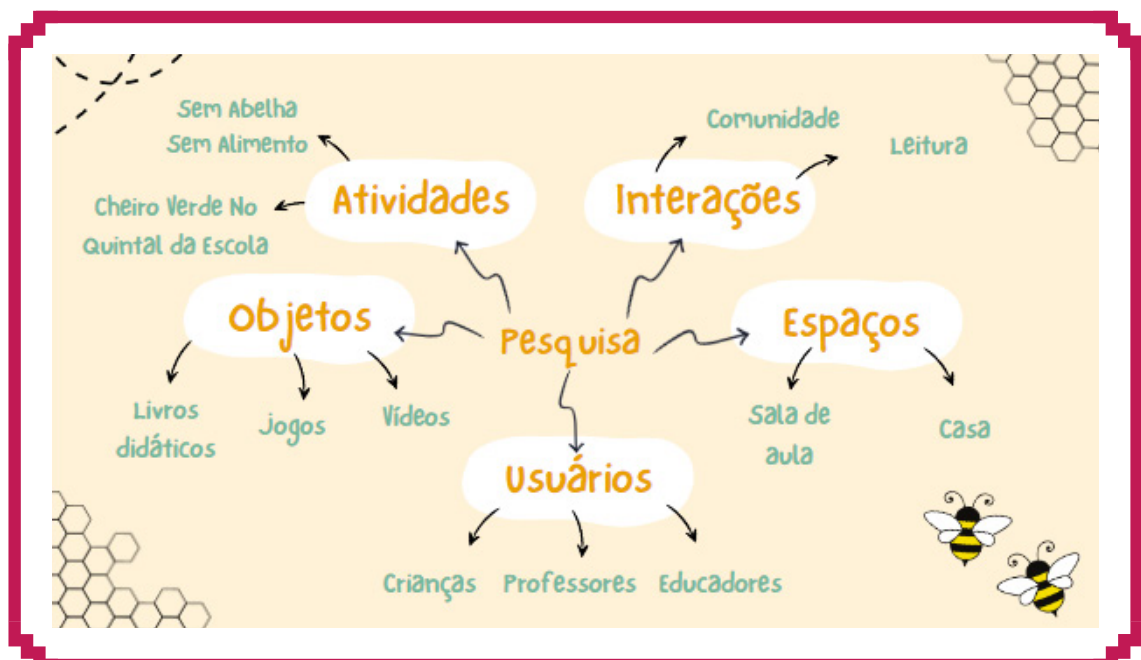 Sem Abelha
Sem Alimento
Atividades
Cheiro Verde No
Quintal da Escola
Comunidade
Leitura
Interações
Objetos
Livros
didáticos
Jogos
Vídeos
Pesquisa
Espaços
Sala de
aula
Casa
Usuários
Crianças
Professores
Educadores